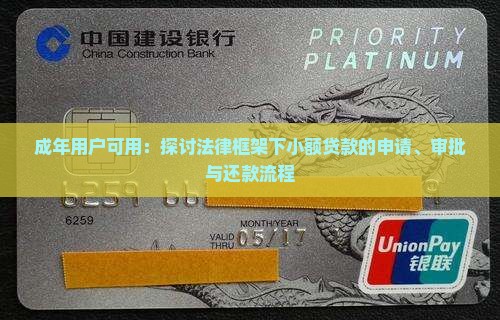 中国建设银行
China Construction Bank
PRIORITY
PLATINUM
成年用户可用：探讨法律框架下小额贷款的申请、审批
与还款流程
6259
6259
MONTH/YEAR
VALID
THRU
05/17
UnionPay
银联